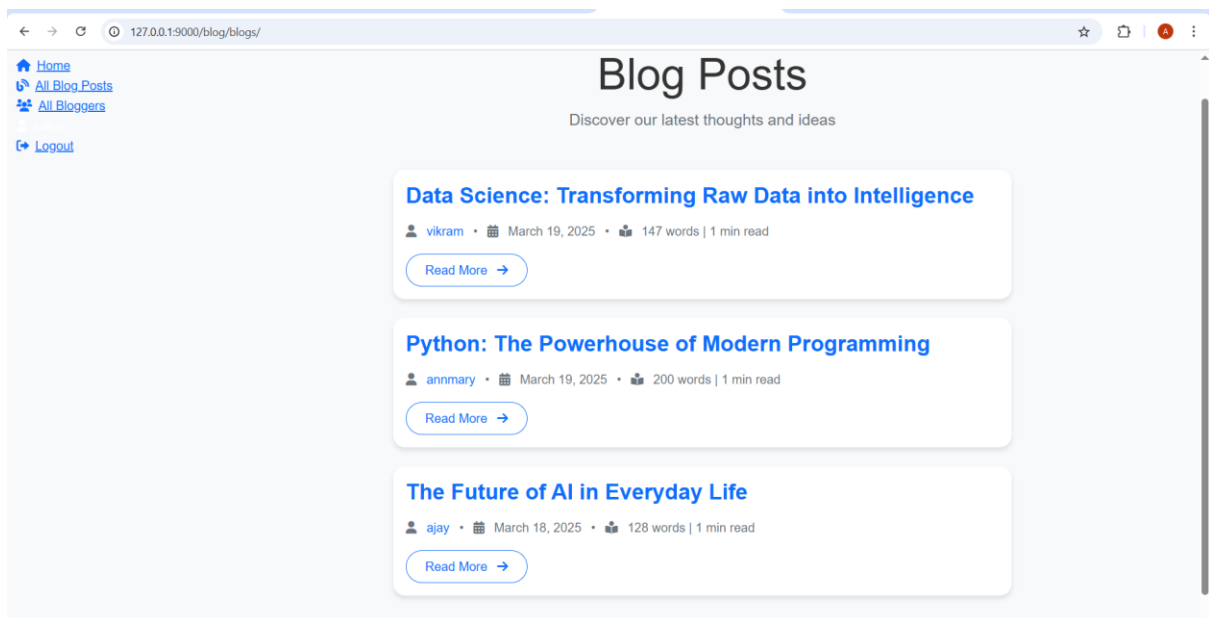 127.0.0.1:9000/blog/blogs/
A
Home
All Blog Posts
All Bloggers
Logout
Blog Posts
Discover our latest thoughts and ideas
Data Science: Transforming Raw Data into Intelligence
vikram • March 19, 2025 • 147 words | 1 min read
Read More →
Python: The Powerhouse of Modern Programming
annmary • March 19, 2025 • 200 words | 1 min read
Read More →
The Future of AI in Everyday Life
ajay • March 18, 2025 • 128 words | 1 min read
Read More →